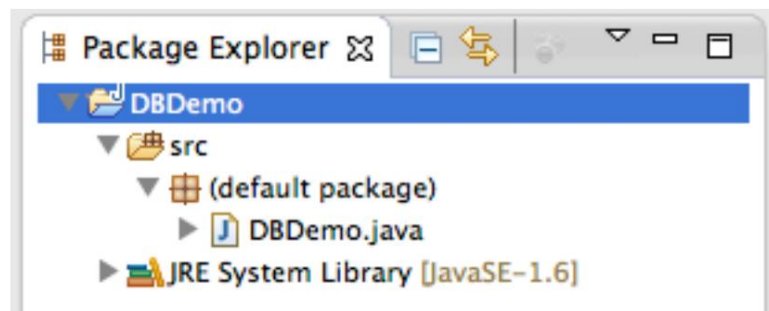 Package Explorer
DBDemo
src
(default package)
DBDemo.java
JRE System Library [JavaSE-1.6]